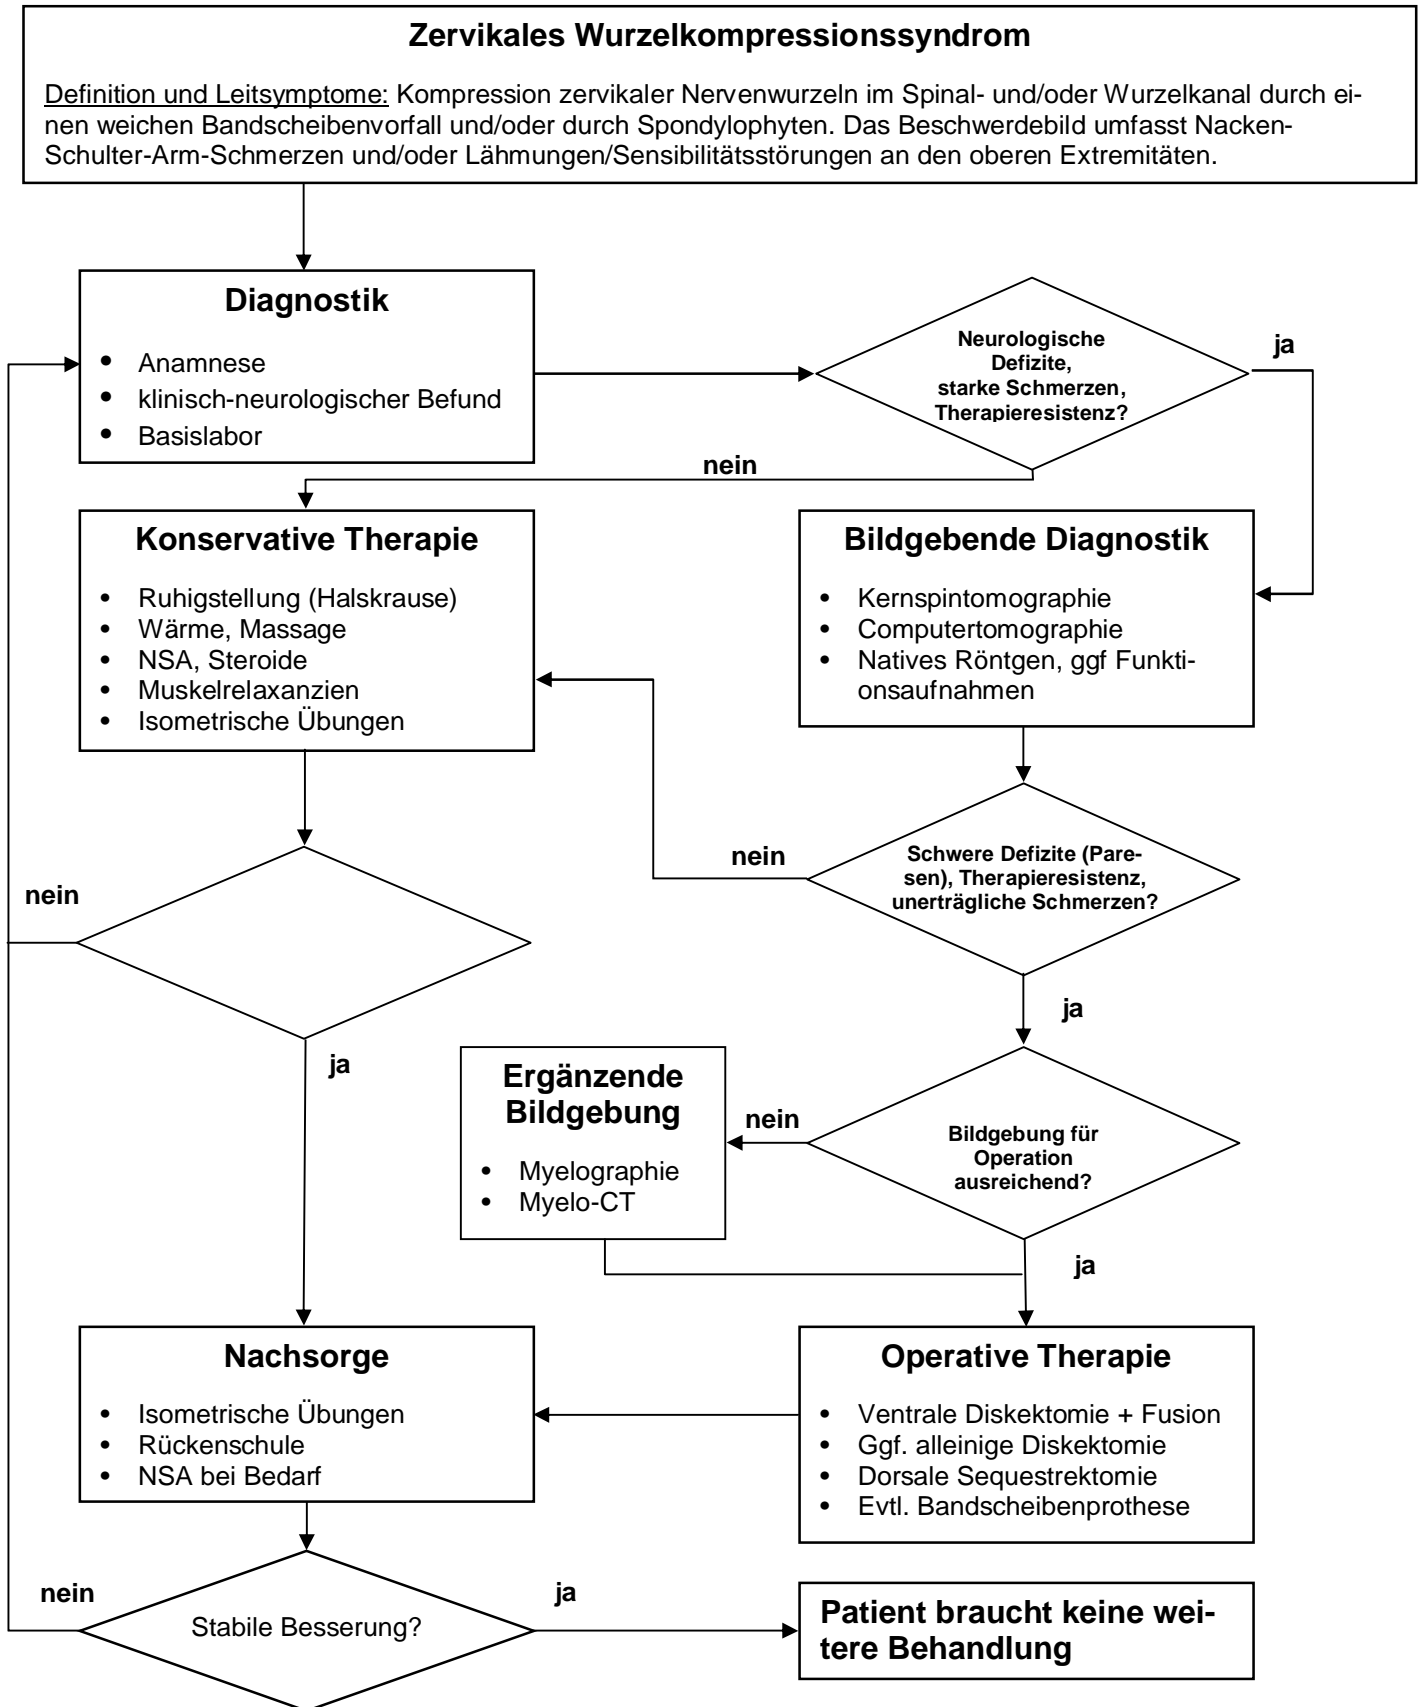 Zervikales Wurzelkompressionssyndrom
Definition und Leitsymptome: Kompression zervikaler Nervenwurzeln im Spinal- und/oder Wurzelkanal durch ei-
nen weichen Bandscheibenvorfall und/oder durch Spondylophyten. Das Beschwerdebild umfasst Nacken-
Schulter-Arm-Schmerzen und/oder Lähmungen/Sensibilitätsstörungen an den oberen Extremitäten.
Diagnostik
• Anamnese
• klinisch-neurologischer Befund
• Basislabor
Neurologische
Defizite,
starke Schmerzen,
Therapieresistenz?
ja
nein
Konservative Therapie
• Ruhigstellung (Halskrause)
• Wärme, Massage
• NSA, Steroide
• Muskelrelaxanzien
• Isometrische Übungen
Bildgebende Diagnostik
• Kernspintomographie
• Computertomographie
• Natives Röntgen, ggf Funkti-
onsaufnahmen
nein
Schwere Defizite (Pare-
sen), Therapieresistenz,
unerträgliche Schmerzen?
nein
ja
ja
Ergänzende
Bildgebung
• Myelographie
• Myelo-CT
nein
Bildgebung für
Operation
ausreichend?
ja
Nachsorge
• Isometrische Übungen
• Rückenschule
• NSA bei Bedarf
Operative Therapie
• Ventrale Diskektomie + Fusion
• Ggf. alleinige Diskektomie
• Dorsale Sequestrektomie
• Evtl. Bandscheibenprothese
nein
Stabile Besserung?
ja
Patient braucht keine wei-
tere Behandlung